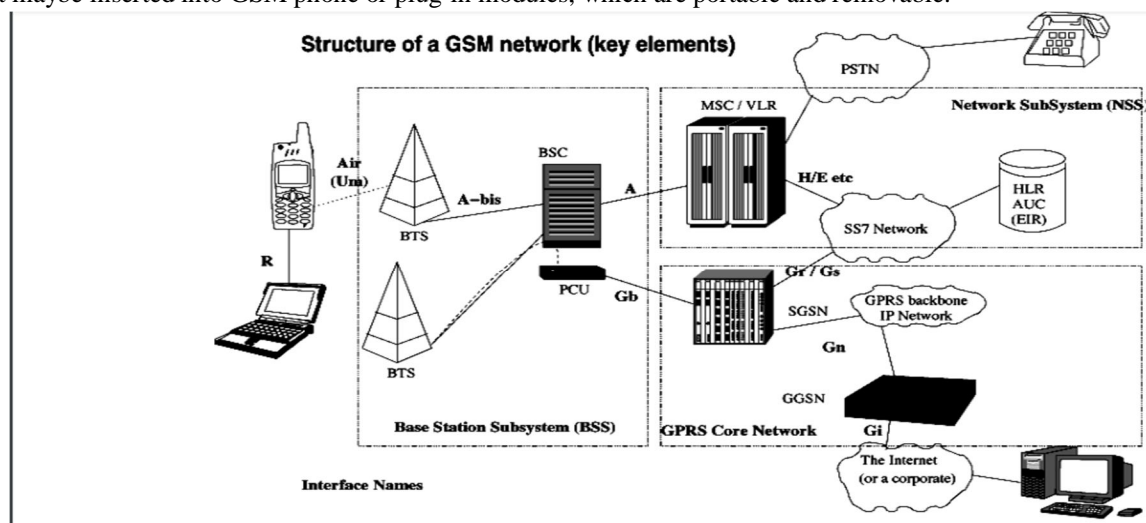 t maybe inserted into GSM phone or plug-in modules, which are portable and removable.
Structure of a GSM network (key elements)
PSTN
MSC / VLR
Network SubSystem (NSS)
BSC
Air
(Um)
A-bis
A
H/E etc
HLR
AUC
(EIR)
BTS
SS7 Network
R
Gr / Gs
PCU
Gb
SGSN
GPRS backbone
IP Network
Gn
BTS
GGSN
Base Station Subsystem (BSS)
GPRS Core Network
Gi
The Internet
(or a corporate)
Interface Names